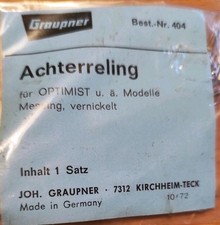 Graupner Best.-Nr. 404
Achterreling
für OPTIMIST u. ä. Modelle
Messing, vernickelt
Inhalt 1 Satz
JOH. GRAUPNER · 7312 KIRCHHEIM-TECK
Made in Germany 10/72